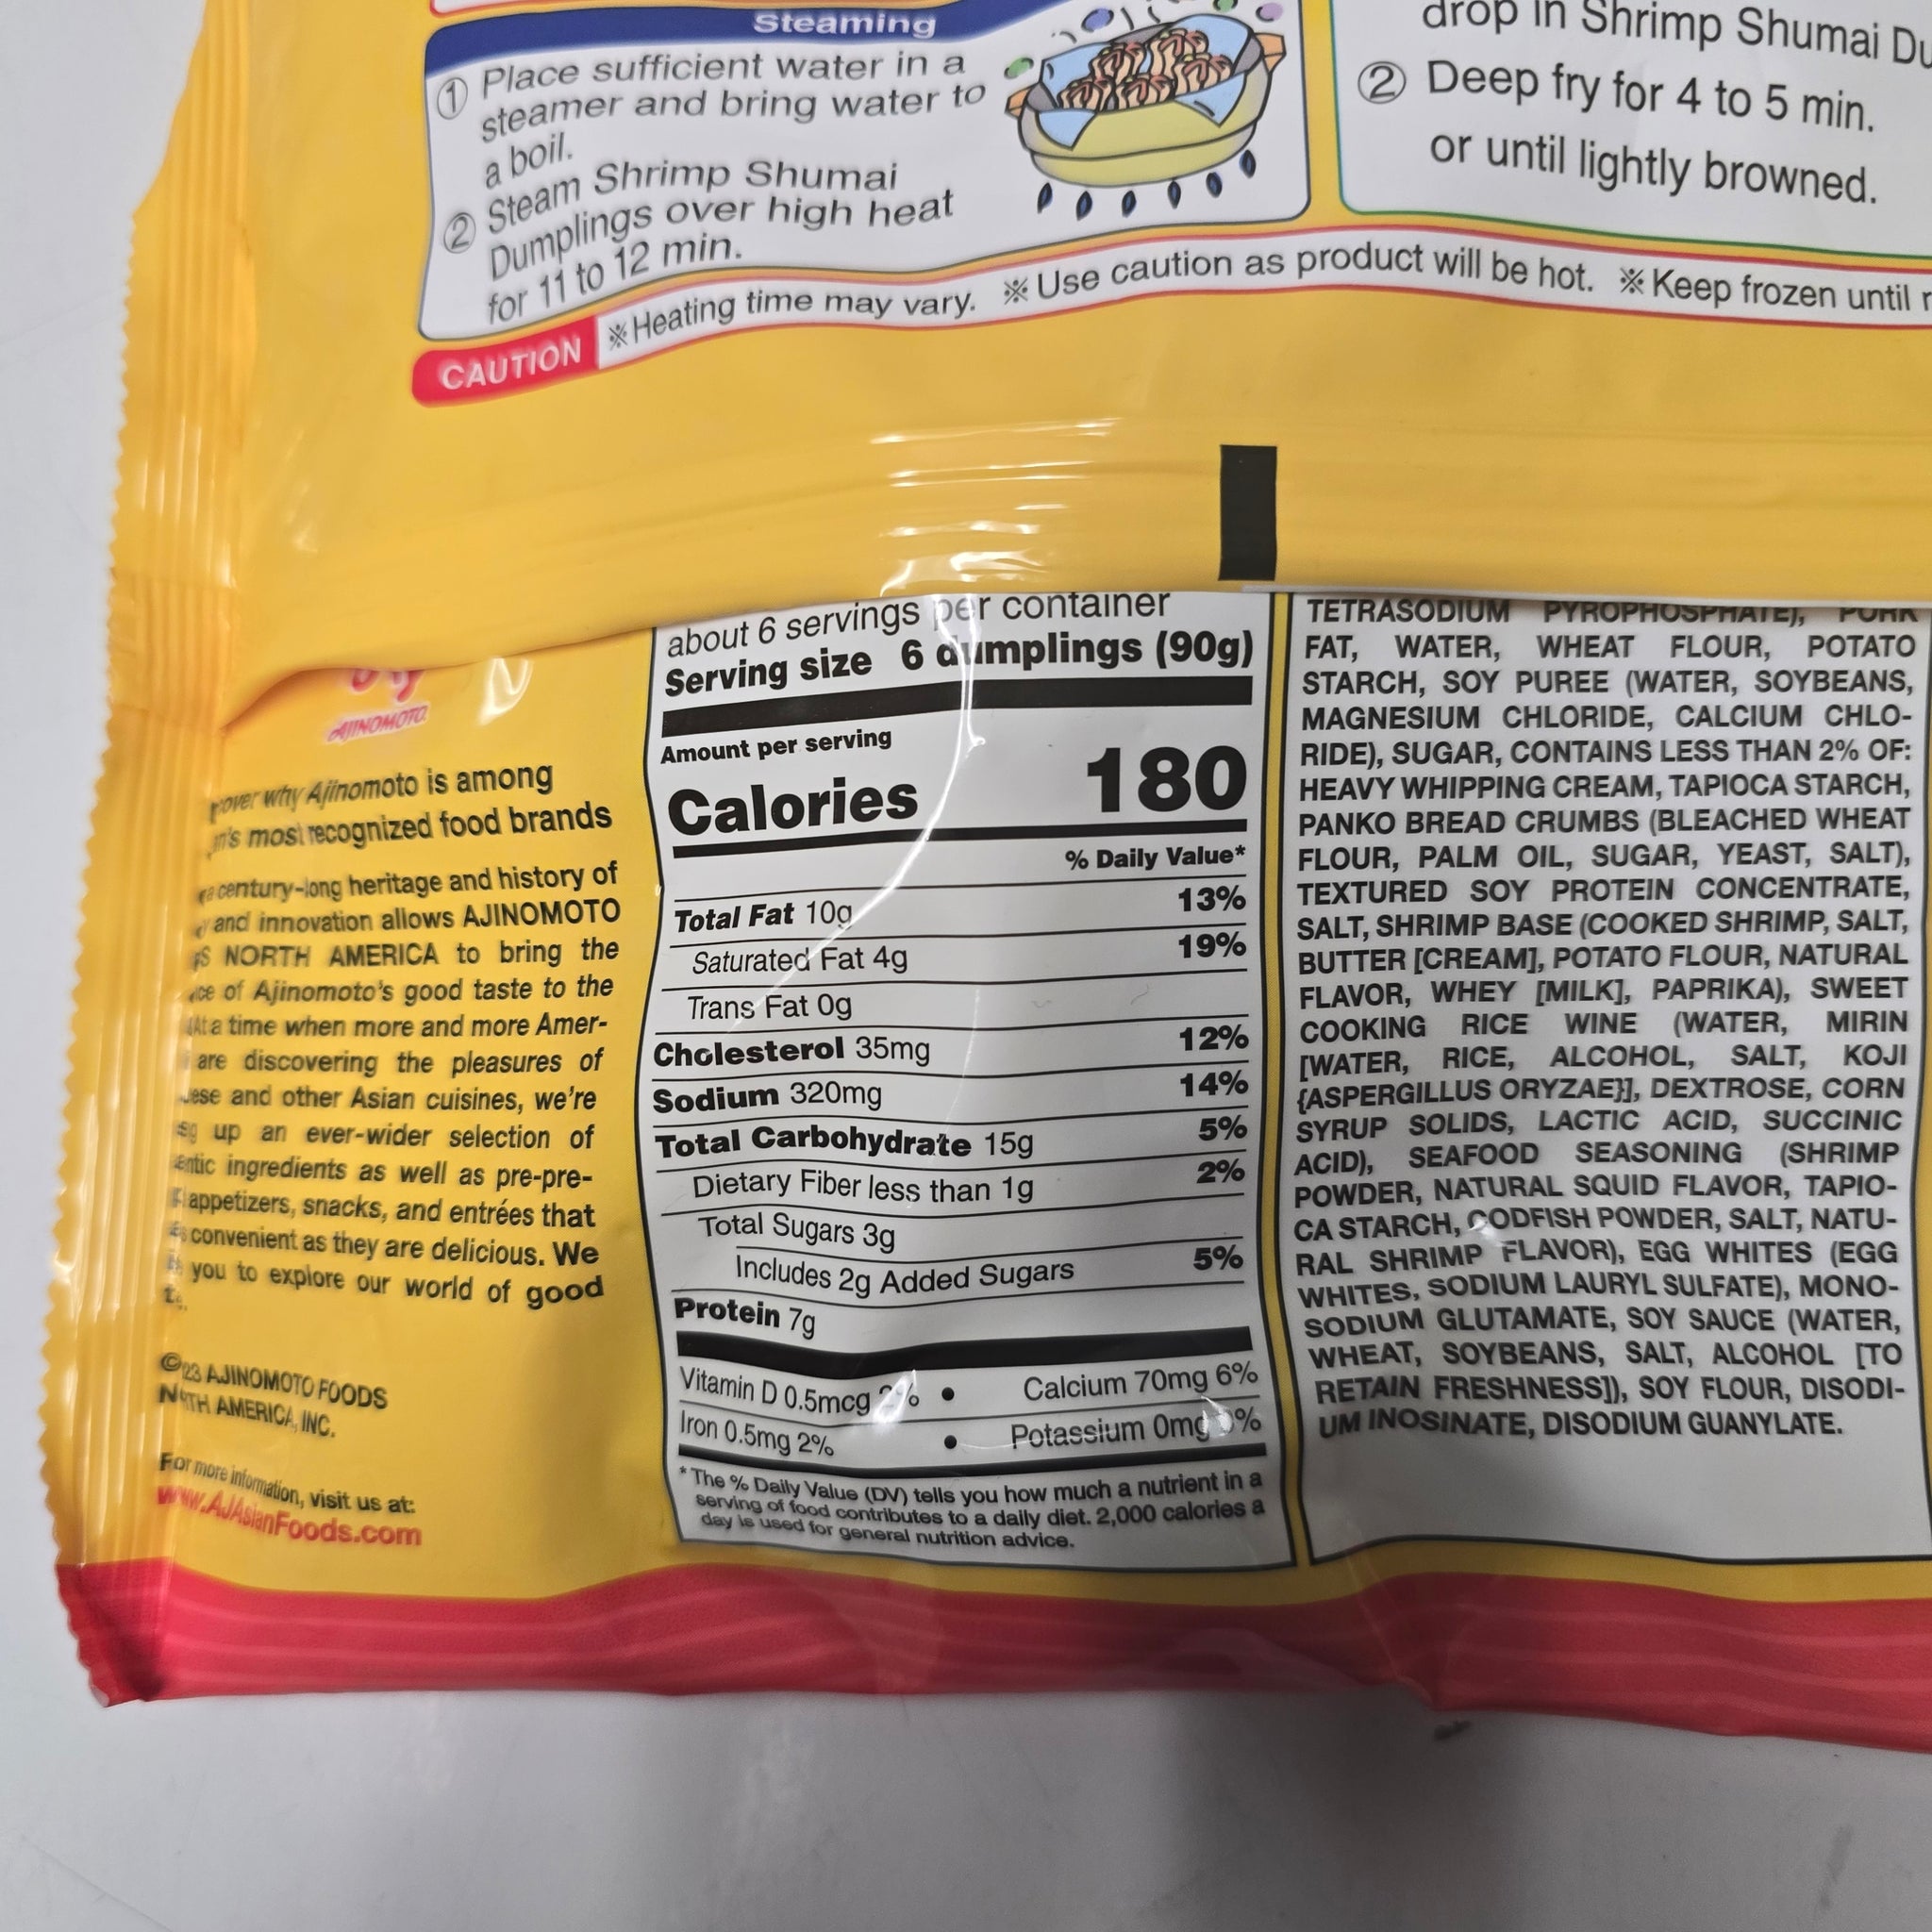 Steaming
① Place sufficient water in a
steamer and bring water to
a boil.
② Steam Shrimp Shumai
Dumplings over high heat
for 11 to 12 min.
drop in Shrimp Shumai
② Deep fry for 4 to 5 min.
or until lightly browned.
CAUTION ※Heating time may vary. ※Use caution as product will be hot. ※Keep frozen until
AJINOMOTO
why Ajinomoto is among
most recognized food brands
century-long heritage and history of
and innovation allows AJINOMOTO
NORTH AMERICA to bring the
of Ajinomoto's good taste to the
At a time when more and more Amer-
are discovering the pleasures of
and other Asian cuisines, we're
up an ever-wider selection of
ingredients as well as pre-pre-
appetizers, snacks, and entrées that
convenient as they are delicious. We
you to explore our world of good
AJINOMOTO FOODS
AMERICA, INC.
For more information, visit us at:
www.AJAsianFoods.com
about 6 servings per container
Serving size 6 dumplings (90g)
Amount per serving
Calories 180
% Daily Value*
Total Fat 10g 13%
Saturated Fat 4g 19%
Trans Fat 0g
Cholesterol 35mg 12%
Sodium 320mg 14%
Total Carbohydrate 15g 5%
Dietary Fiber less than 1g 2%
Total Sugars 3g
Includes 2g Added Sugars 5%
Protein 7g
Vitamin D 0.5mcg • Calcium 70mg 6%
Iron 0.5mg 2% • Potassium 0mg
*The % Daily Value (DV) tells you how much a nutrient in a
serving of food contributes to a daily diet. 2,000 calories a
day is used for general nutrition advice.
TETRASODIUM PYROPHOSPHATE), PORK
FAT, WATER, WHEAT FLOUR, POTATO
STARCH, SOY PUREE (WATER, SOYBEANS,
MAGNESIUM CHLORIDE, CALCIUM CHLO-
RIDE), SUGAR, CONTAINS LESS THAN 2% OF:
HEAVY WHIPPING CREAM, TAPIOCA STARCH,
PANKO BREAD CRUMBS (BLEACHED WHEAT
FLOUR, PALM OIL, SUGAR, YEAST, SALT),
TEXTURED SOY PROTEIN CONCENTRATE,
SALT, SHRIMP BASE (COOKED SHRIMP, SALT,
BUTTER [CREAM], POTATO FLOUR, NATURAL
FLAVOR, WHEY [MILK], PAPRIKA), SWEET
COOKING RICE WINE (WATER, MIRIN
[WATER, RICE, ALCOHOL, SALT, KOJI
{ASPERGILLUS ORYZAE}], DEXTROSE, CORN
SYRUP SOLIDS, LACTIC ACID, SUCCINIC
ACID), SEAFOOD SEASONING (SHRIMP
POWDER, NATURAL SQUID FLAVOR, TAPIO-
CA STARCH, CODFISH POWDER, SALT, NATU-
RAL SHRIMP FLAVOR), EGG WHITES (EGG
WHITES, SODIUM LAURYL SULFATE), MONO-
SODIUM GLUTAMATE, SOY SAUCE (WATER,
WHEAT, SOYBEANS, SALT, ALCOHOL [TO
RETAIN FRESHNESS]), SOY FLOUR, DISODI-
UM INOSINATE, DISODIUM GUANYLATE.